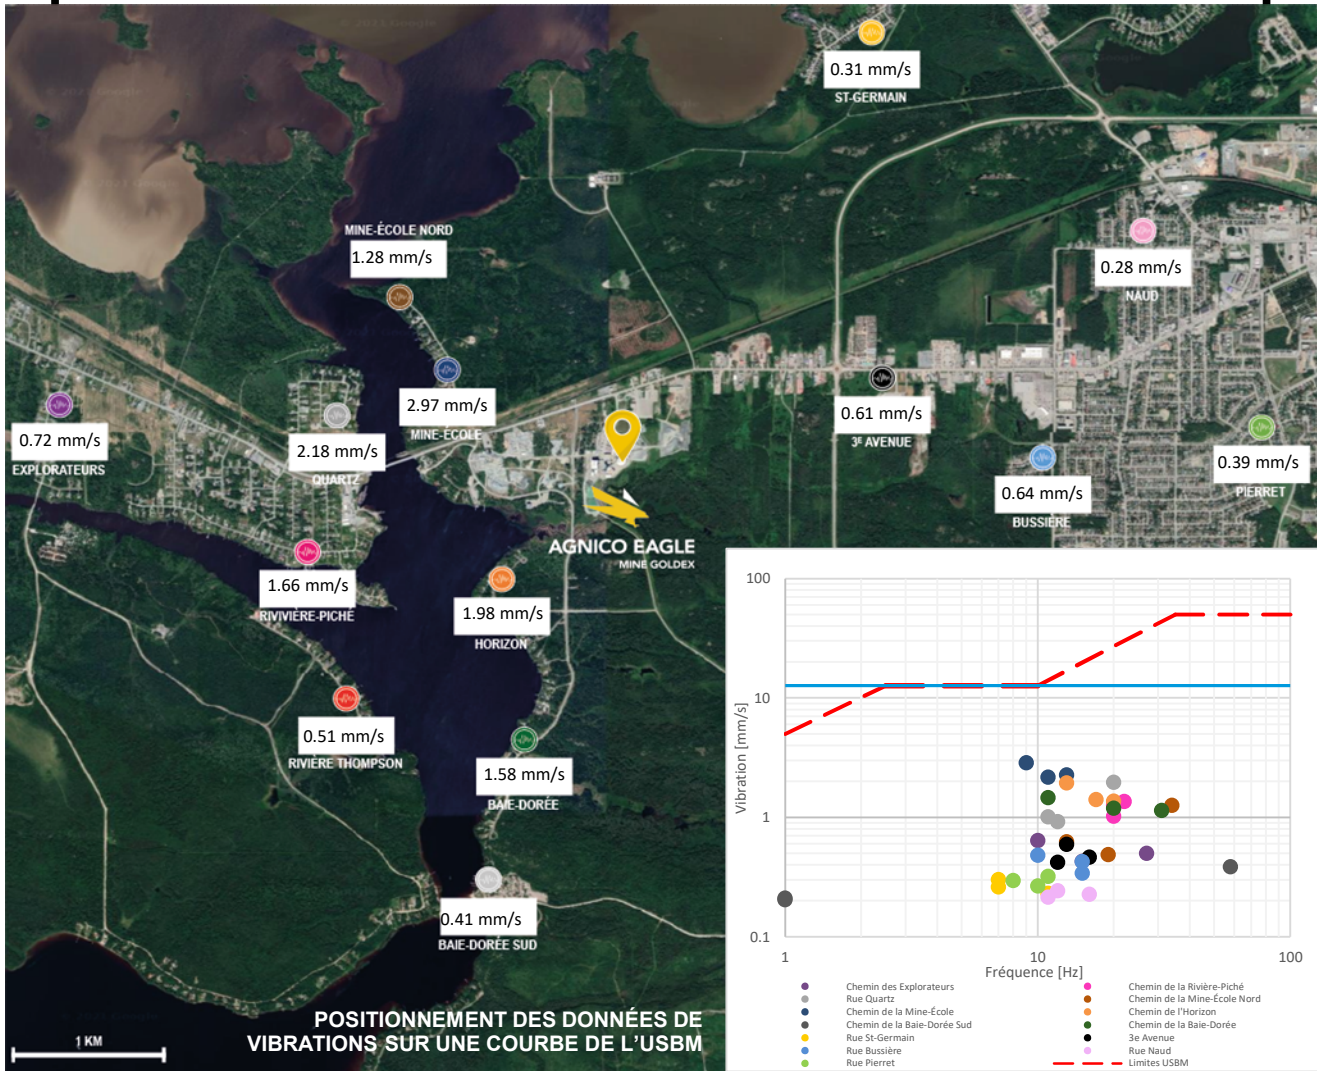 0.31 mm/s
ST-GERMAIN
MINE-ÉCOLE NORD
1.28 mm/s
0.28 mm/s
NAUD
2.97 mm/s
MINE-ÉCOLE
0.72 mm/s
EXPLORATEURS
2.18 mm/s
QUARTZ
0.61 mm/s
3E AVENUE
0.39 mm/s
PIERRET
0.64 mm/s
BUSSIÈRE
AGNICO EAGLE
MINE GOLDEX
1.66 mm/s
RIVIVIÈRE-PICHÉ
1.98 mm/s
HORIZON
0.51 mm/s
RIVIÈRE THOMPSON
1.58 mm/s
BAIE-DORÉE
0.41 mm/s
BAIE-DORÉE SUD
POSITIONNEMENT DES DONNÉES DE
VIBRATIONS SUR UNE COURBE DE L'USBM
1 KM
100
10
1
0.1
Vibration [mm/s]
1 10 100
Fréquence [Hz]
Chemin des Explorateurs
Chemin de la Rivière-Piché
Rue Quartz
Chemin de la Mine-École Nord
Chemin de la Mine-École
Chemin de l'Horizon
Chemin de la Baie-Dorée Sud
Chemin de la Baie-Dorée
Rue St-Germain
3e Avenue
Rue Bussière
Rue Naud
Rue Pierret
Limites USBM